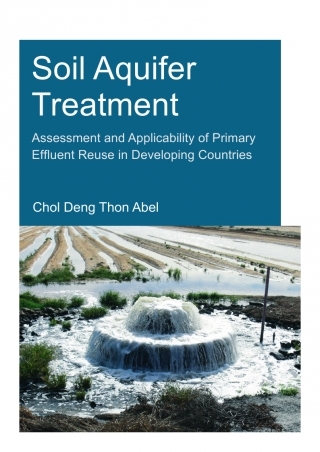 Soil Aquifer
Treatment
Assessment and Applicability of Primary
Effluent Reuse in Developing Countries
Chol Deng Thon Abel